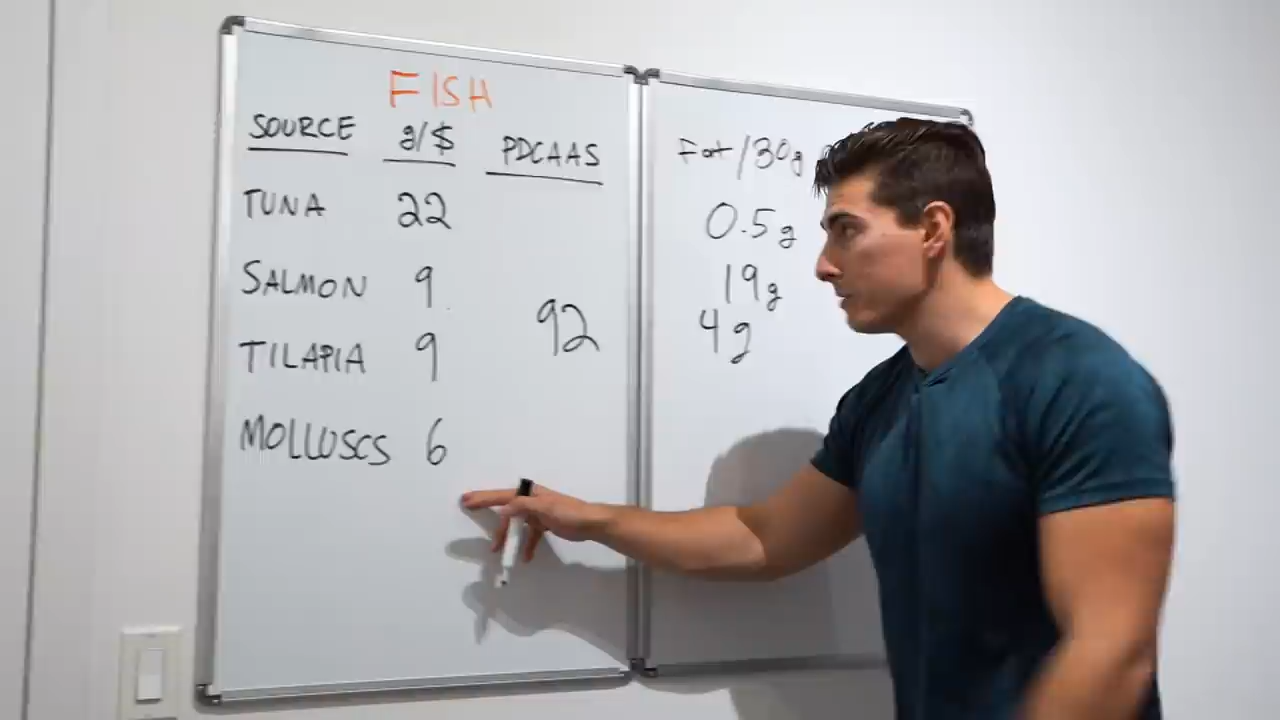 FISH
SOURCE g/$ PDCAAS Fat/30g
TUNA 22 0.5g
SALMON 9 19g
92
TILAPIA 9 4g
MOLLUSCS 6